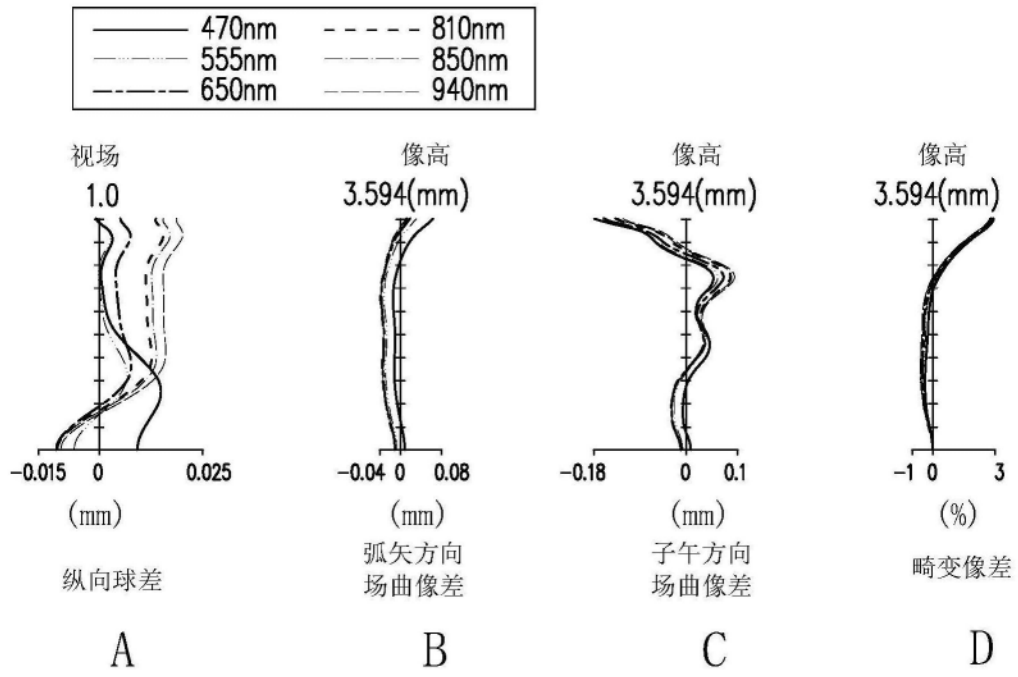 470nm 810nm
555nm 850nm
650nm 940nm
视场 像高 像高 像高
1.0 3.594(mm) 3.594(mm) 3.594(mm)
-0.015 0 0.025 -0.04 0 0.08 -0.18 0 0.1 -1 0 3
(mm) (mm) (mm) (%)
弧矢方向 子午方向
纵向球差 场曲像差 场曲像差 畸变像差
A B C D